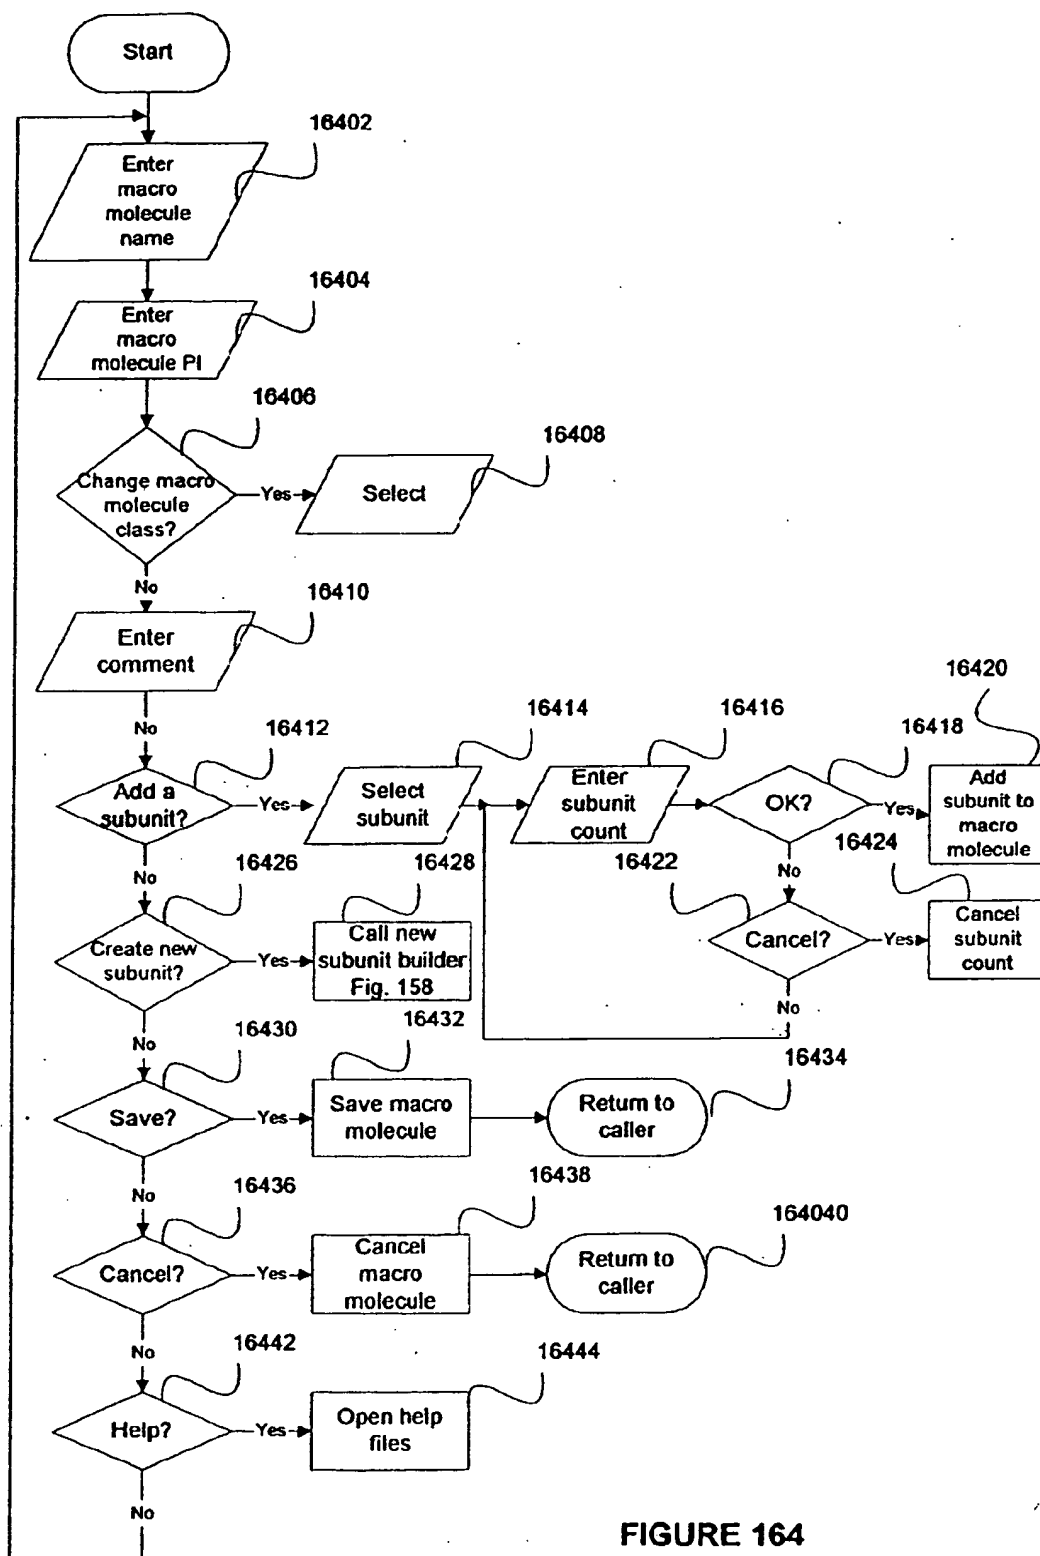 Start
16402
Enter
macro
molecule
name
16404
Enter
macro
molecule PI
16406
Change macro
molecule
class?
Yes
16408
Select
No
16410
Enter
comment
No
16412
Add a
subunit?
Yes
16414
Select
subunit
16416
Enter
subunit
count
16418
OK?
Yes
16420
Add
subunit to
macro
molecule
No
16422
Cancel?
Yes
16424
Cancel
subunit
count
No
No
16426
Create new
subunit?
Yes
16428
Call new
subunit builder
Fig. 158
No
16430
Save?
Yes
16432
Save macro
molecule
16434
Return to
caller
No
16436
Cancel?
Yes
16438
Cancel
macro
molecule
164040
Return to
caller
No
16442
Help?
Yes
16444
Open help
files
No
FIGURE 164